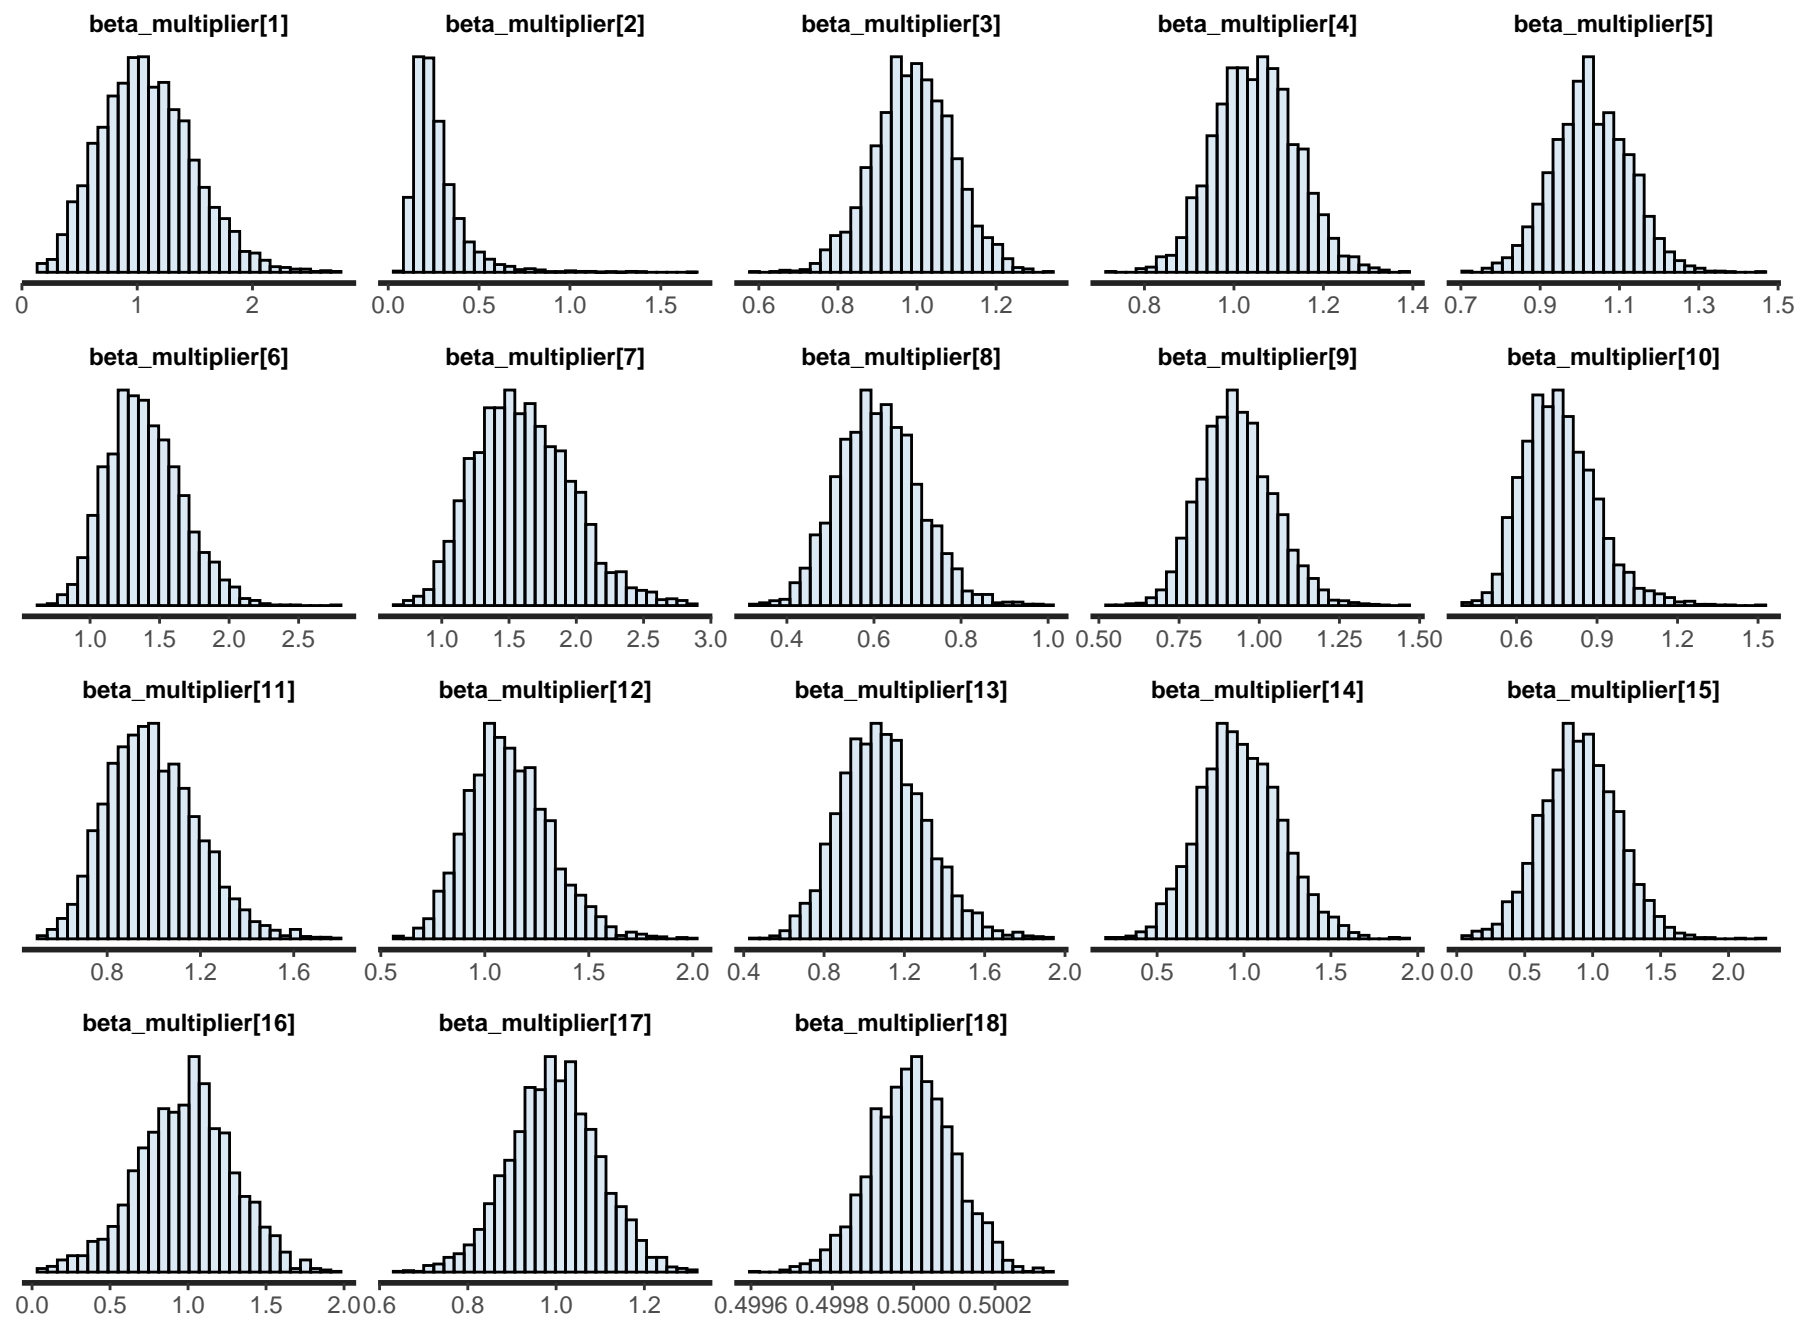 beta_multiplier[1] beta_multiplier[2] beta_multiplier[3] beta_multiplier[4] beta_multiplier[5]
0 1 2 0.0 0.5 1.0 1.5 0.6 0.8 1.0 1.2 0.8 1.0 1.2 1.4 0.7 0.9 1.1 1.3 1.5
beta_multiplier[6] beta_multiplier[7] beta_multiplier[8] beta_multiplier[9] beta_multiplier[10]
1.0 1.5 2.0 2.5 1.0 1.5 2.0 2.5 3.0 0.4 0.6 0.8 1.0 0.50 0.75 1.00 1.25 1.50 0.6 0.9 1.2 1.5
beta_multiplier[11] beta_multiplier[12] beta_multiplier[13] beta_multiplier[14] beta_multiplier[15]
0.8 1.2 1.6 0.5 1.0 1.5 2.0 0.4 0.8 1.2 1.6 2.0 0.5 1.0 1.5 2.0 0.0 0.5 1.0 1.5 2.0
beta_multiplier[16] beta_multiplier[17] beta_multiplier[18]
0.0 0.5 1.0 1.5 2.0 0.6 0.8 1.0 1.2 0.4996 0.4998 0.5000 0.5002